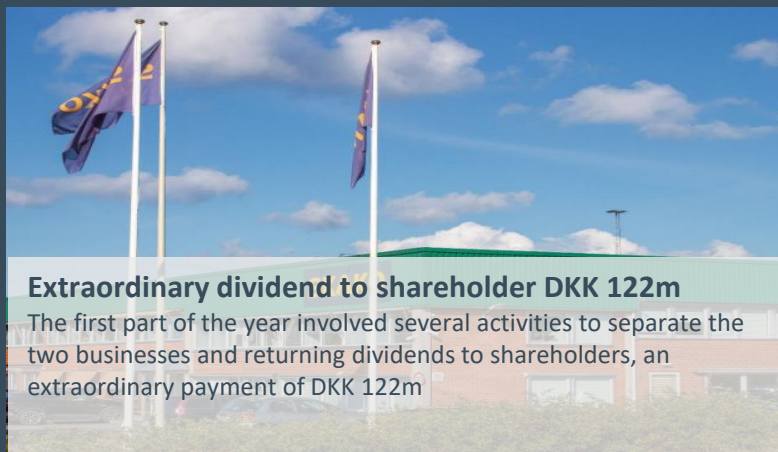 Extraordinary dividend to shareholder DKK 122m
The first part of the year involved several activities to separate the
two businesses and returning dividends to shareholders, an
extraordinary payment of DKK 122m